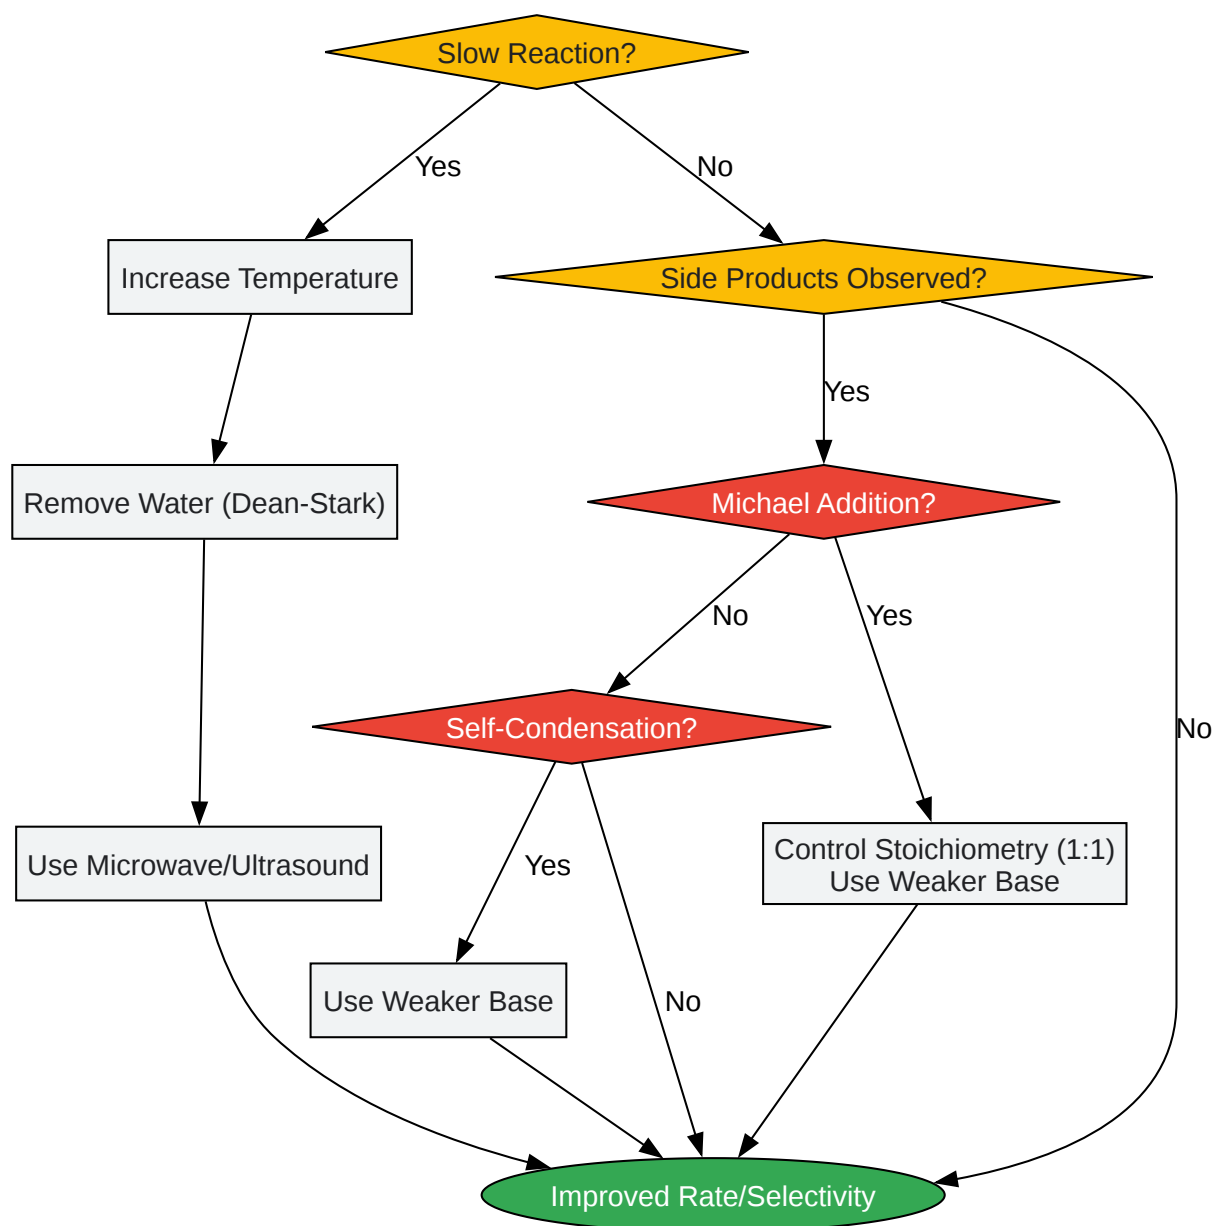 Slow Reaction?
Yes
No
Increase Temperature
Side Products Observed?
Yes
Remove Water (Dean-Stark)
Michael Addition?
No
Yes
Self-Condensation?
No
Use Microwave/Ultrasound
Yes
Control Stoichiometry (1:1)
Use Weaker Base
Use Weaker Base
No
Improved Rate/Selectivity